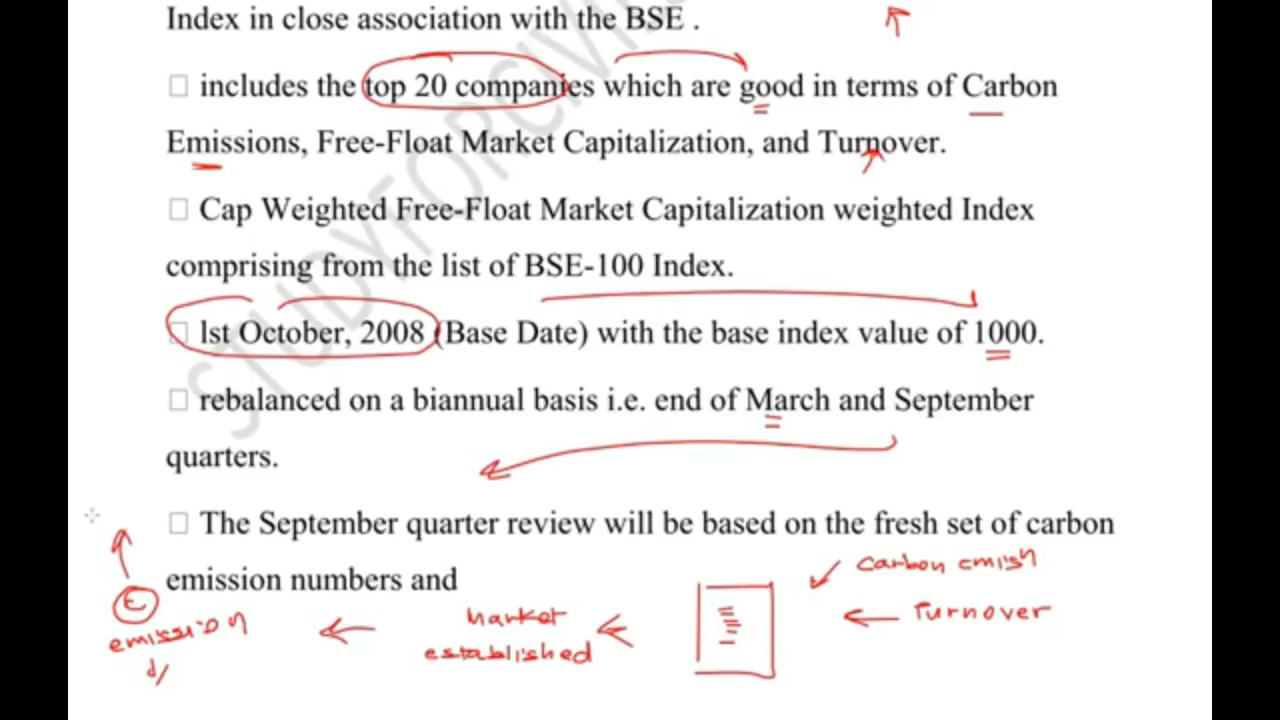 Index in close association with the BSE .
□ includes the top 20 companies which are good in terms of Carbon
Emissions, Free-Float Market Capitalization, and Turnover.
□ Cap Weighted Free-Float Market Capitalization weighted Index
comprising from the list of BSE-100 Index.
□ lst October, 2008 (Base Date) with the base index value of 1000.
□ rebalanced on a biannual basis i.e. end of March and September
quarters.
□ The September quarter review will be based on the fresh set of carbon
emission numbers and
carbon emish
Turnover
Market
established
emission
STUDYFORCIVIL